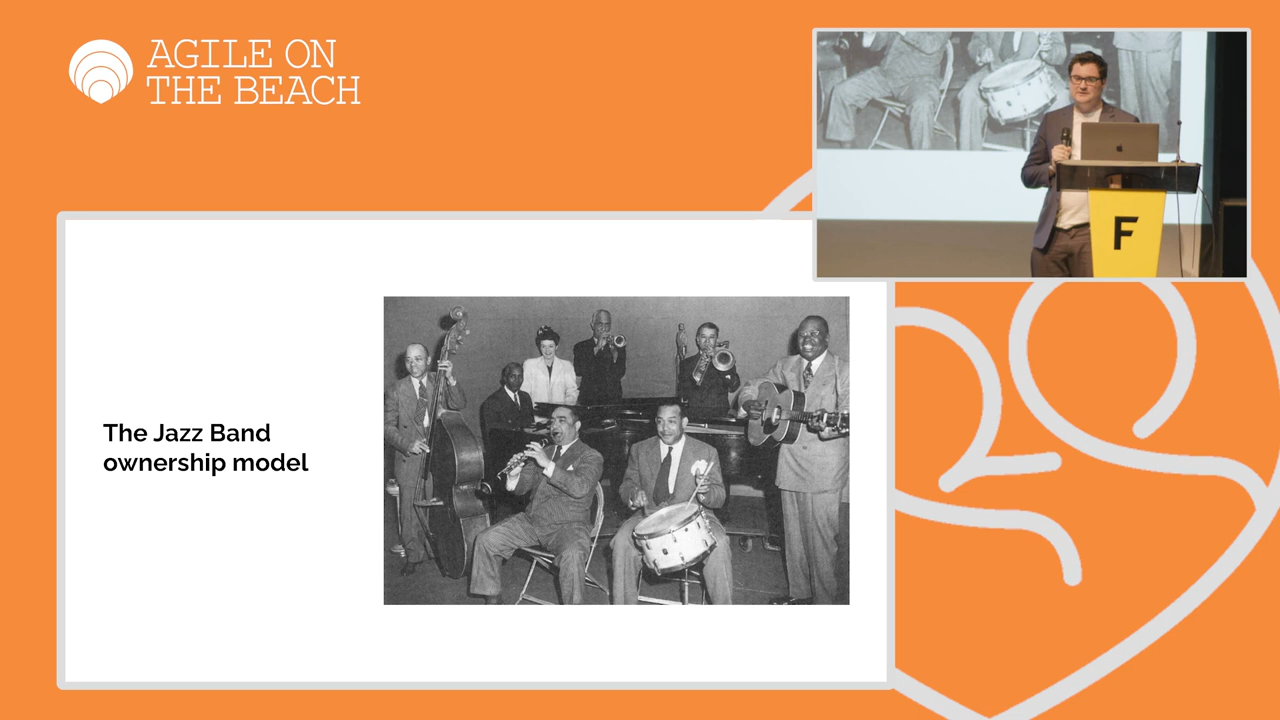 AGILE ON
THE BEACH
F
The Jazz Band
ownership model